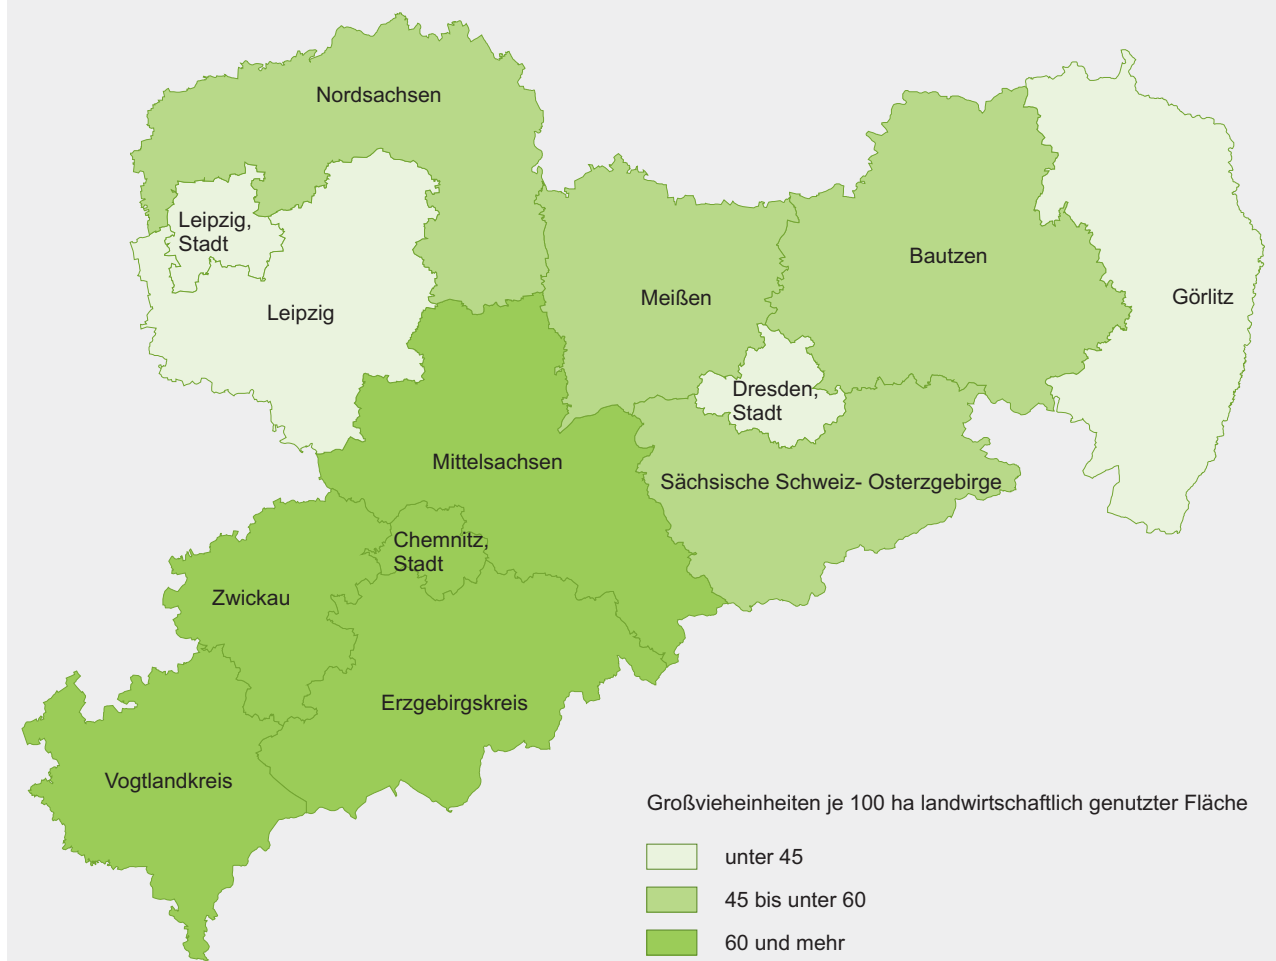 Nordsachsen
Leipzig,
Stadt
Leipzig
Meißen
Bautzen
Görlitz
Dresden,
Stadt
Mittelsachsen
Sächsische Schweiz- Osterzgebirge
Chemnitz,
Stadt
Zwickau
Erzgebirgskreis
Vogtlandkreis
Großvieheinheiten je 100 ha landwirtschaftlich genutzter Fläche
unter 45
45 bis unter 60
60 und mehr